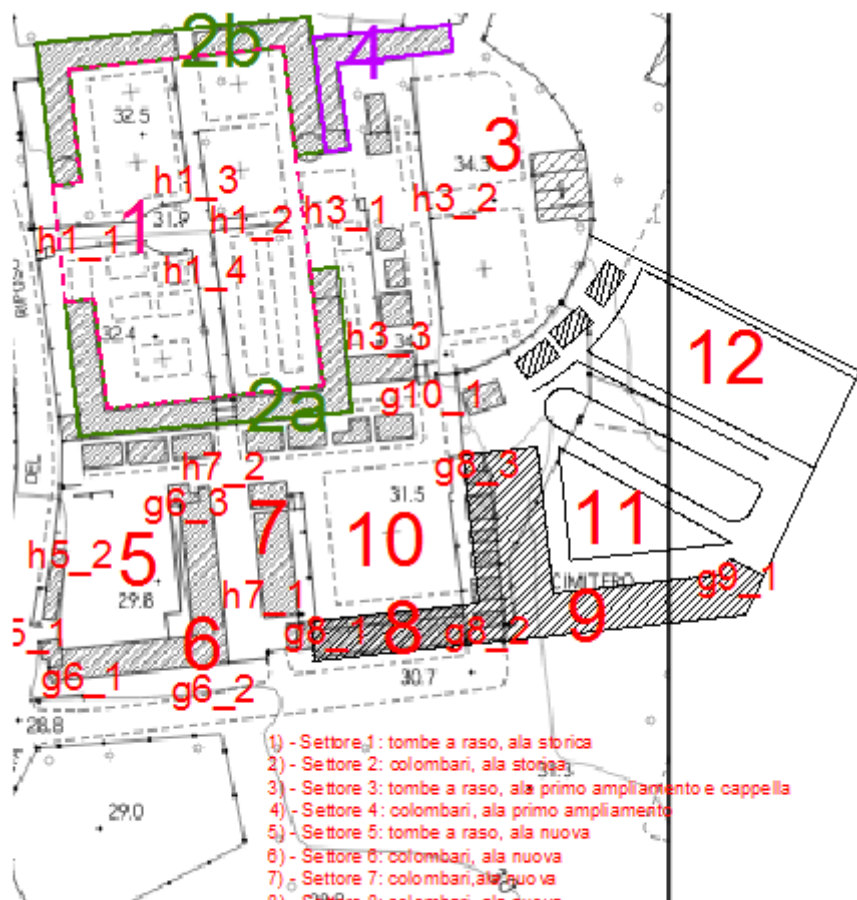 2b
4
3
32.5
34.3
h1_3
h3_2
1
31.9
h1_2
h3_1
h1_1
h1_4
32.4
h3_3
12
g10_1
2a
h7_2
g8_3
DEL
g6_3
31.5
7
10
11
h5_2
5
29.8
CIMITERO
g9_1
h7_1
5_1
6
g8_1
8
g8_2
9
g6_1
g6_2
30.7
28.8
1) - Settore 1: tombe a raso, ala storica
2) - Settore 2: colombari, ala storica
3) - Settore 3: tombe a raso, ala primo ampliamento e cappella
4) - Settore 4: colombari, ala primo ampliamento
29.0
5) - Settore 5: tombe a raso, ala nuova
6) - Settore 6: colombari, ala nuova
7) - Settore 7: colombari, ala nuova